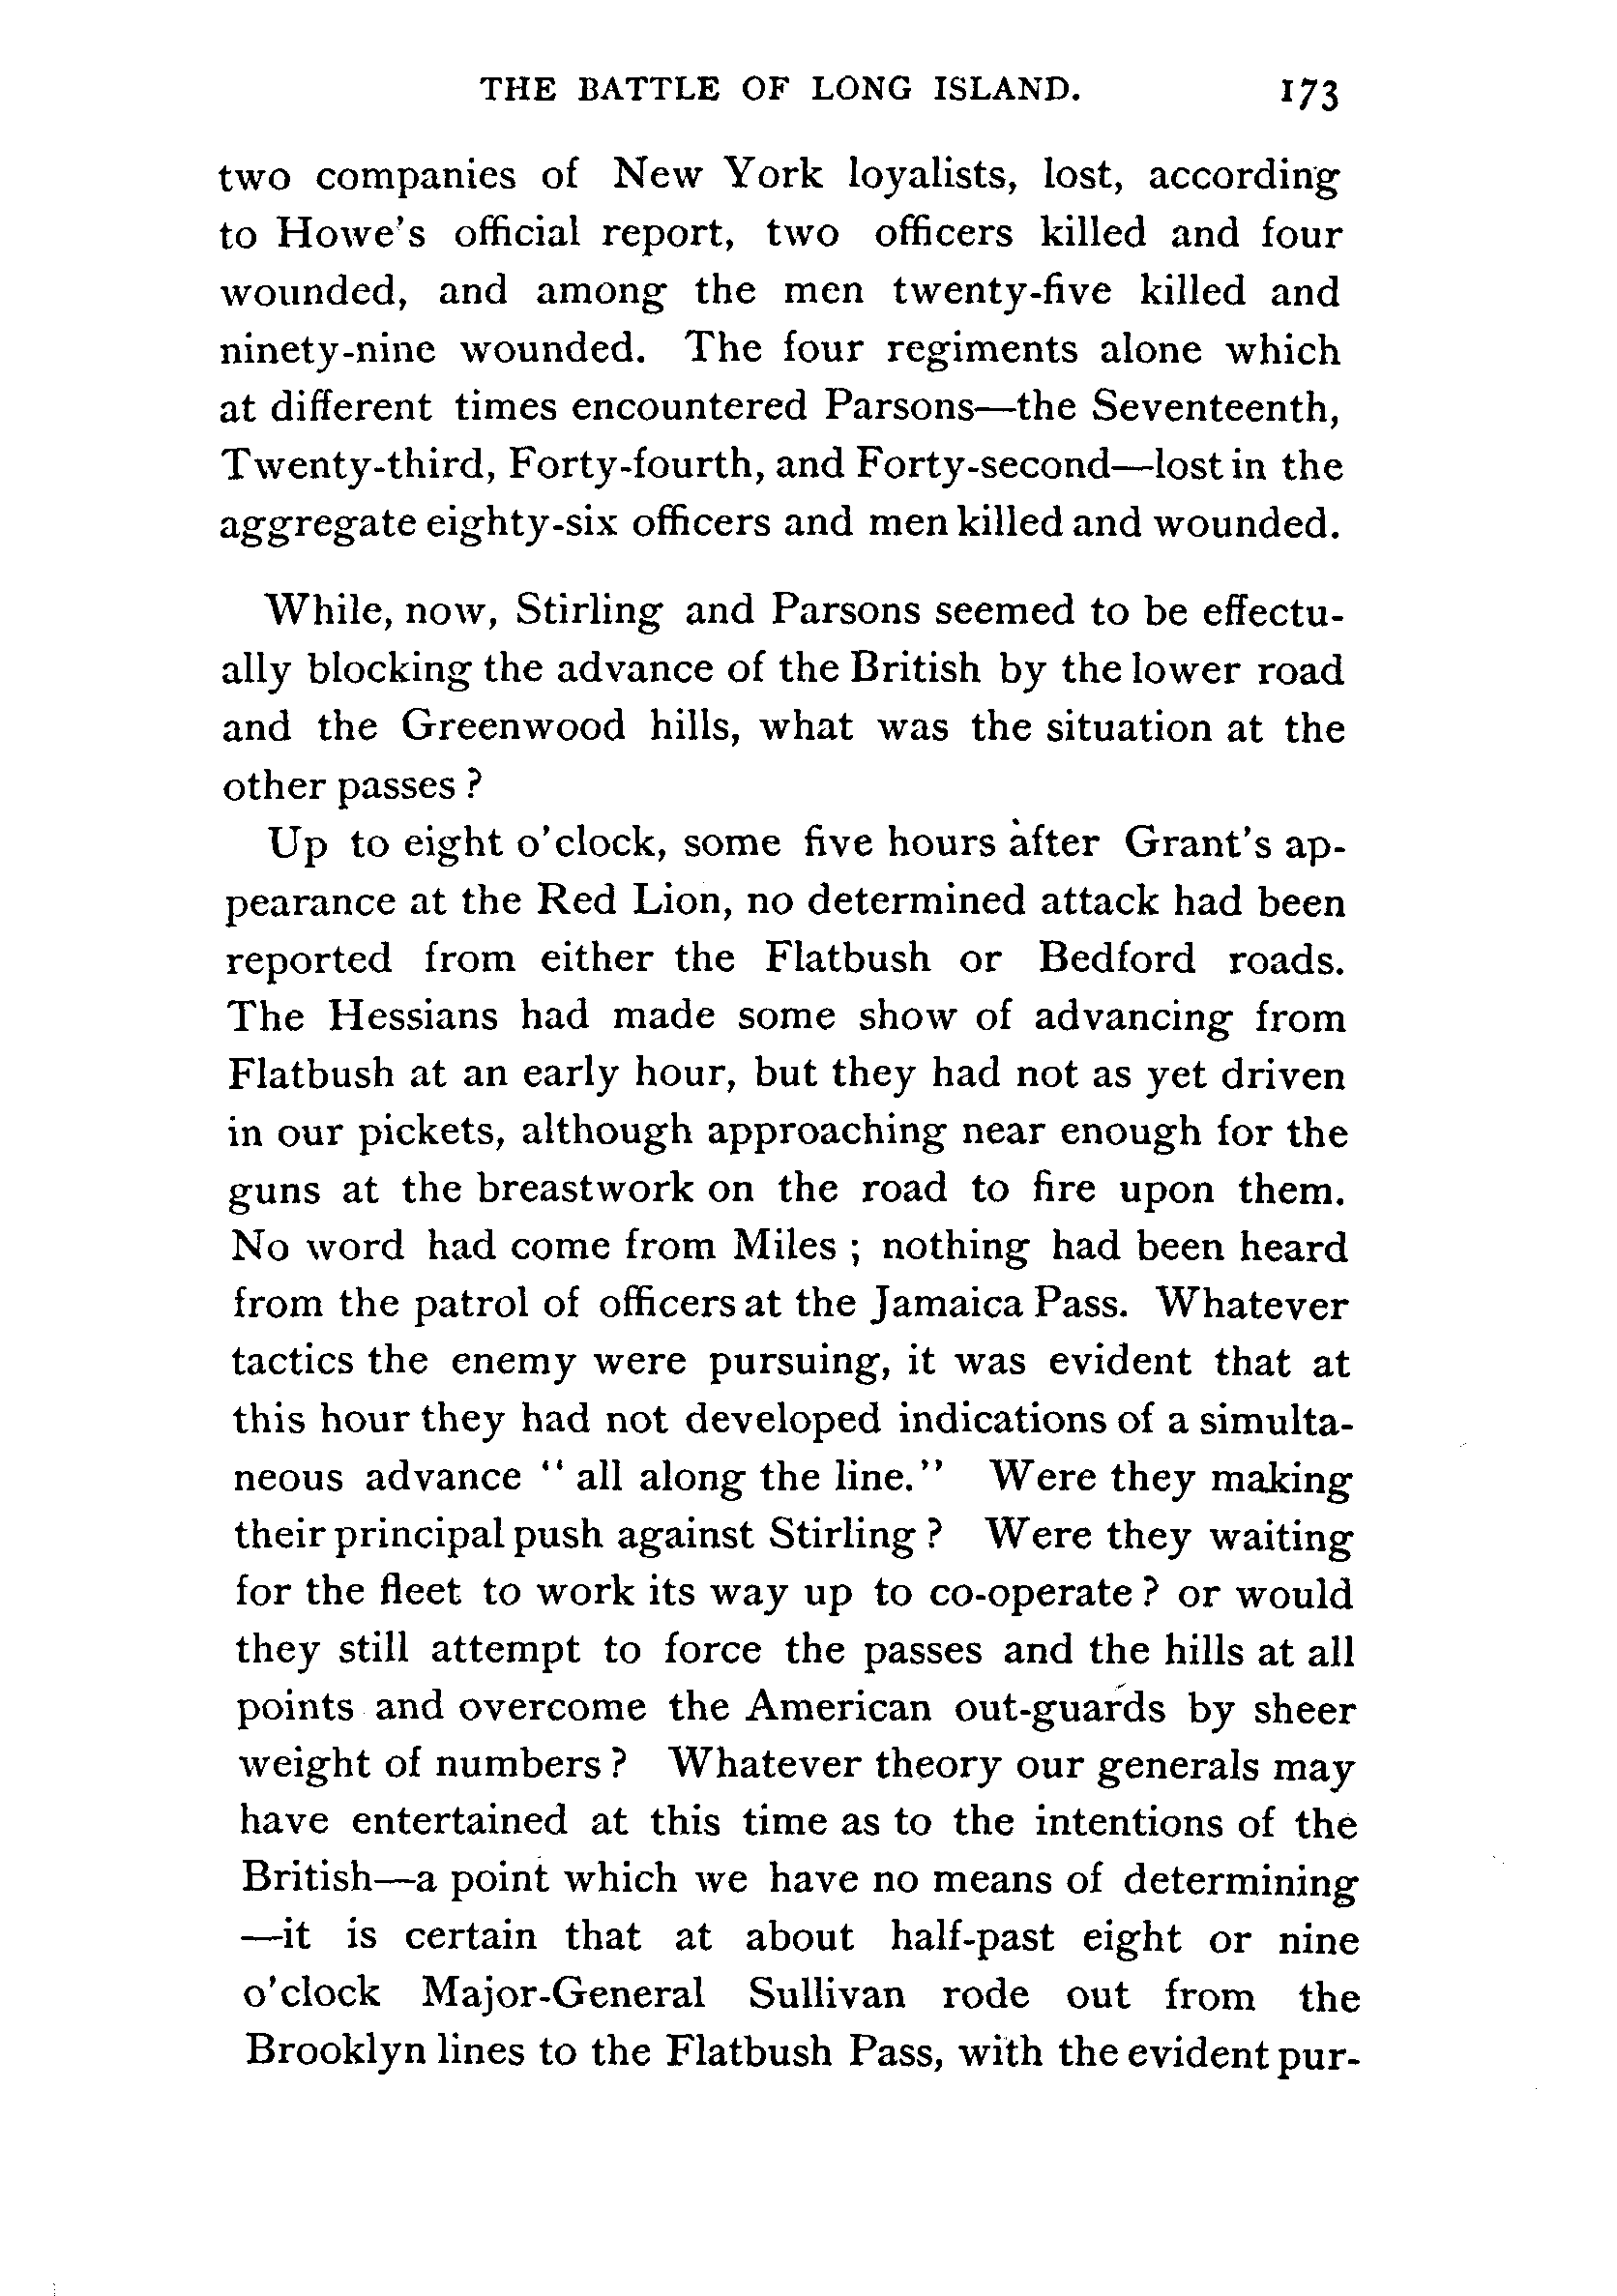 THE BATTLE OF LONG ISLAND. 173
two companies of New York loyalists, lost, according
to Howe's official report, two officers killed and four
wounded, and among the men twenty-five killed and
ninety-nine wounded. The four regiments alone which
at different times encountered Parsons—the Seventeenth,
Twenty-third, Forty-fourth, and Forty-second—lost in the
aggregate eighty-six officers and men killed and wounded.
While, now, Stirling and Parsons seemed to be effectu-
ally blocking the advance of the British by the lower road
and the Greenwood hills, what was the situation at the
other passes ?
Up to eight o'clock, some five hours after Grant's ap-
pearance at the Red Lion, no determined attack had been
reported from either the Flatbush or Bedford roads.
The Hessians had made some show of advancing from
Flatbush at an early hour, but they had not as yet driven
in our pickets, although approaching near enough for the
guns at the breastwork on the road to fire upon them.
No word had come from Miles ; nothing had been heard
from the patrol of officers at the Jamaica Pass. Whatever
tactics the enemy were pursuing, it was evident that at
this hour they had not developed indications of a simulta-
neous advance “ all along the line.” Were they making
their principal push against Stirling ? Were they waiting
for the fleet to work its way up to co-operate ? or would
they still attempt to force the passes and the hills at all
points and overcome the American out-guards by sheer
weight of numbers ? Whatever theory our generals may
have entertained at this time as to the intentions of the
British—a point which we have no means of determining
—it is certain that at about half-past eight or nine
o'clock Major-General Sullivan rode out from the
Brooklyn lines to the Flatbush Pass, with the evident pur-